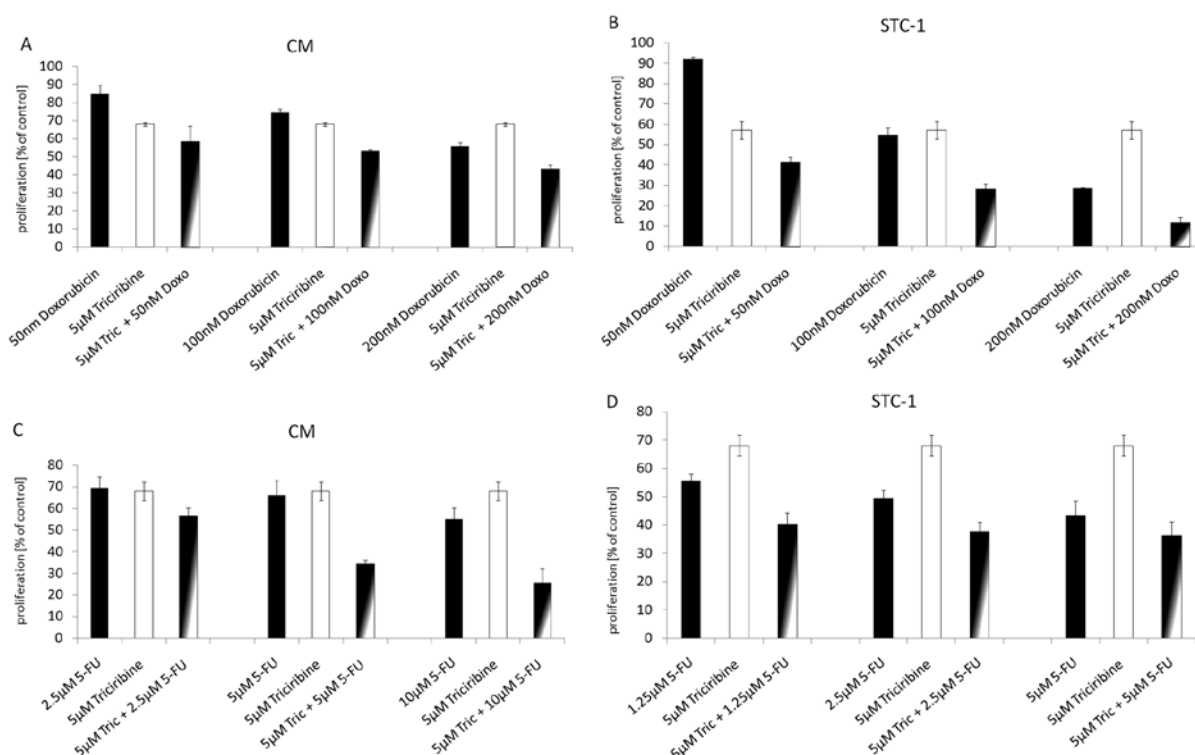 A
CM
proliferation [% of control]
100
90
80
70
60
50
40
30
20
10
0
50nm Doxorubicin
5µM Triciribine
5µM Tric + 50nM Doxo
100nM Doxorubicin
5µM Triciribine
5µM Tric + 100nM Doxo
200nM Doxorubicin
5µM Triciribine
5µM Tric + 200nM Doxo
B
STC-1
proliferation [% of control]
100
90
80
70
60
50
40
30
20
10
0
50nM Doxorubicin
5µM Triciribine
5µM Tric + 50nM Doxo
100nM Doxorubicin
5µM Triciribine
5µM Tric + 100nM Doxo
200nM Doxorubicin
5µM Triciribine
5µM Tric + 200nM Doxo
C
CM
proliferation [% of control]
80
70
60
50
40
30
20
10
0
2.5µM 5-FU
5µM Triciribine
5µM Tric + 2.5µM 5-FU
5µM 5-FU
5µM Triciribine
5µM Tric + 5µM 5-FU
10µM 5-FU
5µM Triciribine
5µM Tric + 10µM 5-FU
D
STC-1
proliferation [% of control]
80
70
60
50
40
30
20
10
0
1.25µM 5-FU
5µM Triciribine
5µM Tric + 1.25µM 5-FU
2.5µM 5-FU
5µM Triciribine
5µM Tric + 2.5µM 5-FU
5µM 5-FU
5µM Triciribine
5µM Tric + 5µM 5-FU